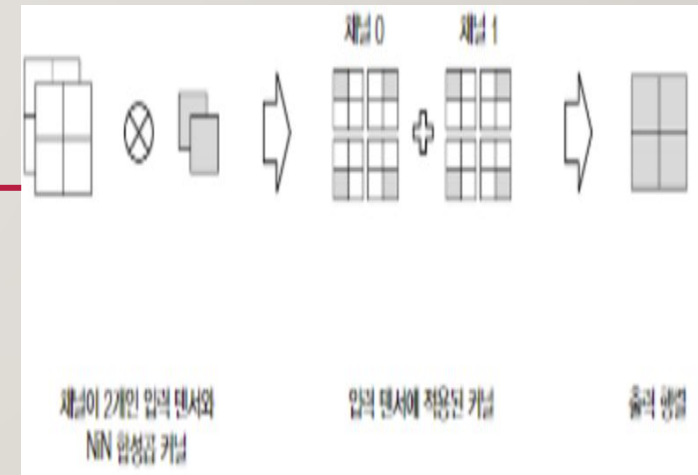 채널 0
채널 1
채널이 2개인 입력 텐서와
NiN 합성곱 커널
입력 텐서에 적용된 커널
출력 행렬